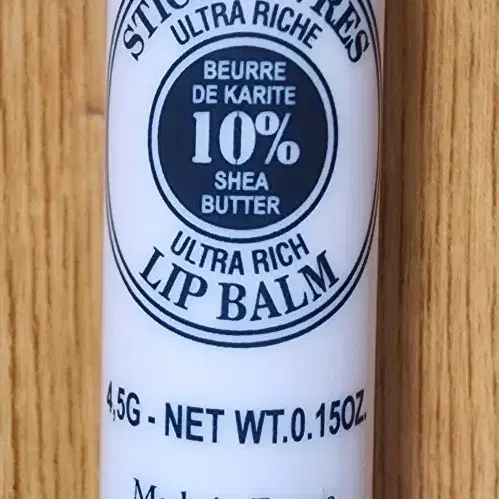 ULTRA RICHE
BEURRE
DE KARITE
10%
SHEA
BUTTER
ULTRA RICH
LIP BALM
4,5G - NET WT.0.15OZ.